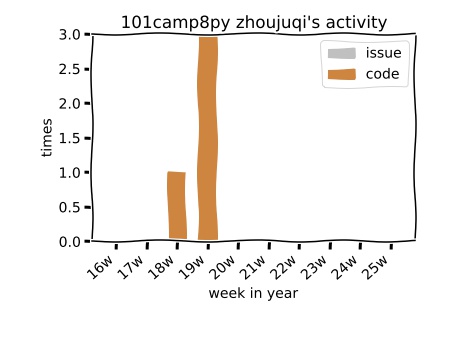 101camp8py zhoujuqi's activity
3.0
2.5
2.0
1.5
1.0
0.5
0.0
times
issue
code
16w 17w 18w 19w 20w 21w 22w 23w 24w 25w
week in year